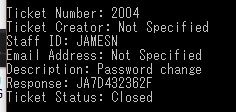 Ticket Number: 2004
Ticket Creator: Not Specified
Staff ID: JAMESN
Email Address: Not Specified
Description: Password change
Response: JA7D432362F
Ticket Status: Closed